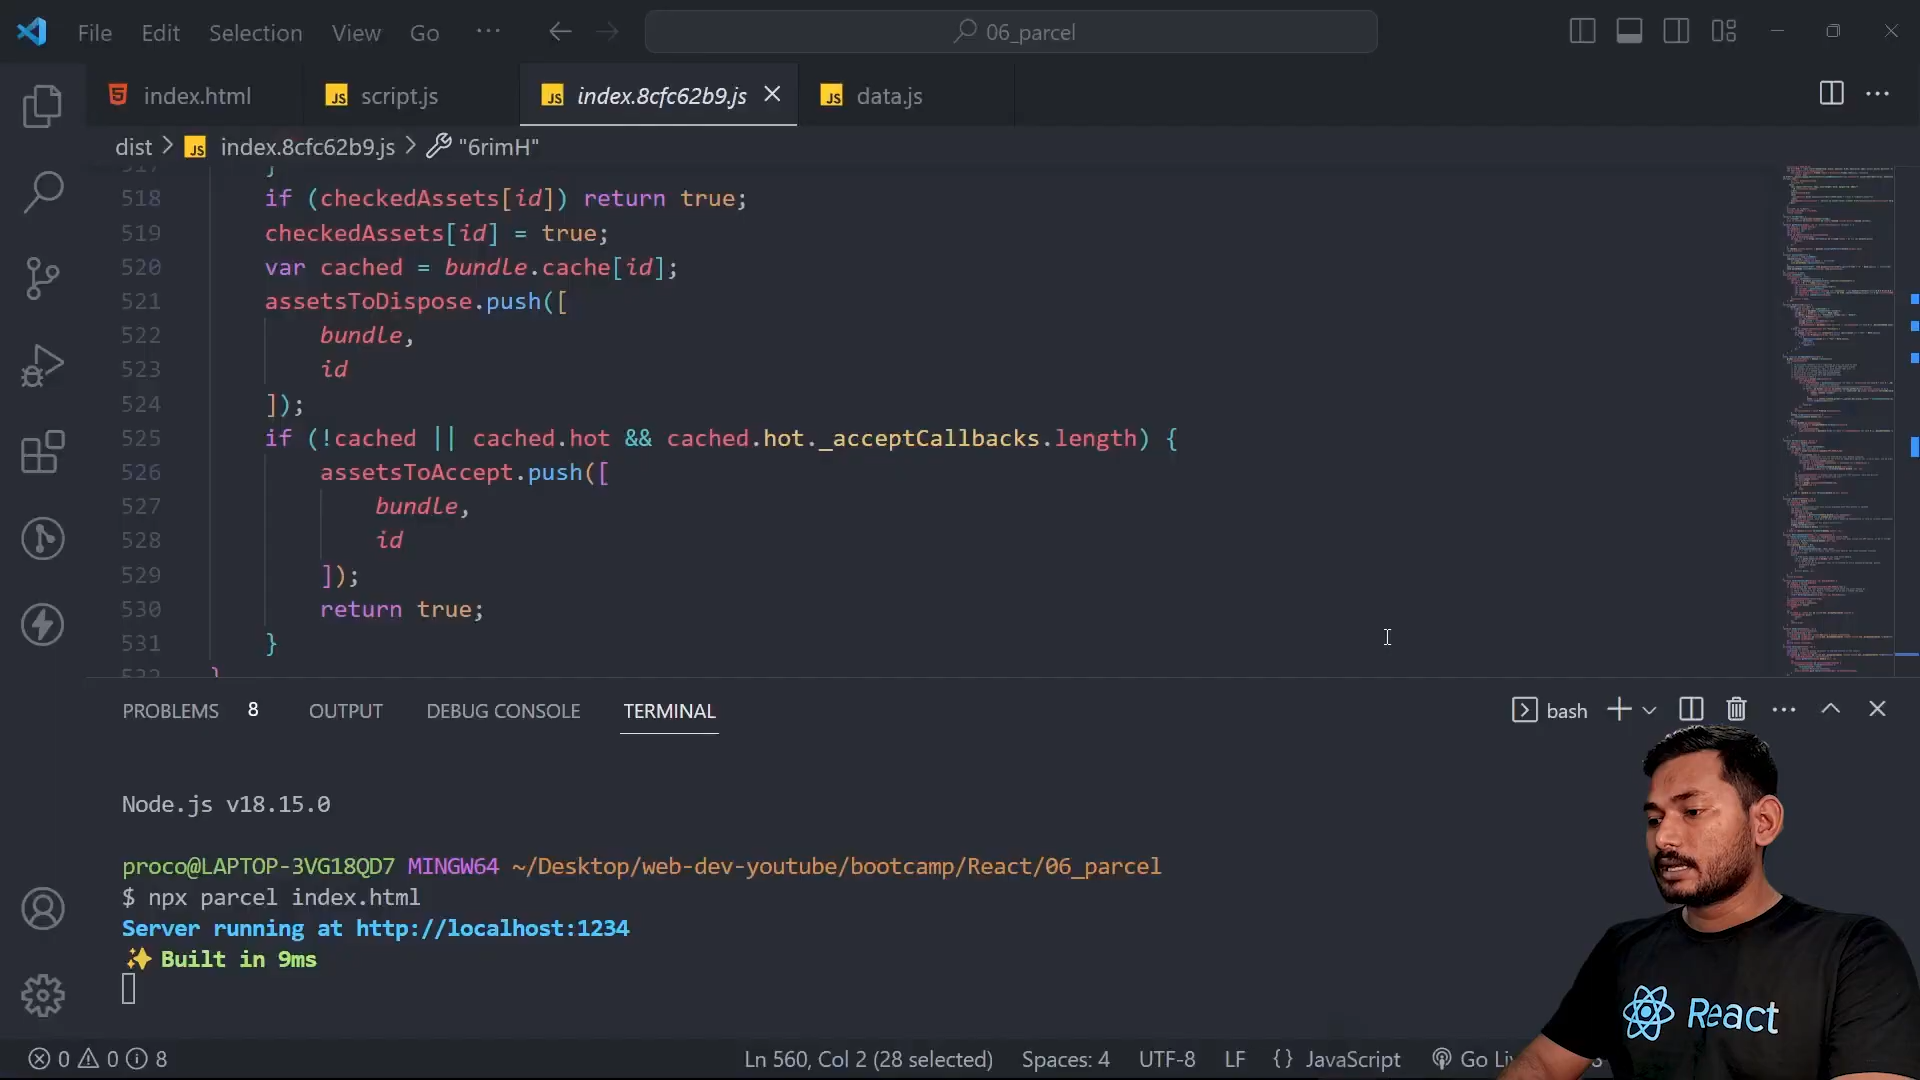 File Edit Selection View Go ··· 06_parcel
index.html script.js index.8cfc62b9.js data.js
dist > index.8cfc62b9.js > "6rimH"
518 if (checkedAssets[id]) return true;
519 checkedAssets[id] = true;
520 var cached = bundle.cache[id];
521 assetsToDispose.push([
522 bundle,
523 id
524 ]);
525 if (!cached || cached.hot && cached.hot._acceptCallbacks.length) {
526 assetsToAccept.push([
527 bundle,
528 id
529 ]);
530 return true;
531 }
PROBLEMS 8 OUTPUT DEBUG CONSOLE TERMINAL bash
Node.js v18.15.0
proco@LAPTOP-3VG18QD7 MINGW64 ~/Desktop/web-dev-youtube/bootcamp/React/06_parcel
$ npx parcel index.html
Server running at http://localhost:1234
✨ Built in 9ms
React
0 0 8 Ln 560, Col 2 (28 selected) Spaces: 4 UTF-8 LF {} JavaScript Go